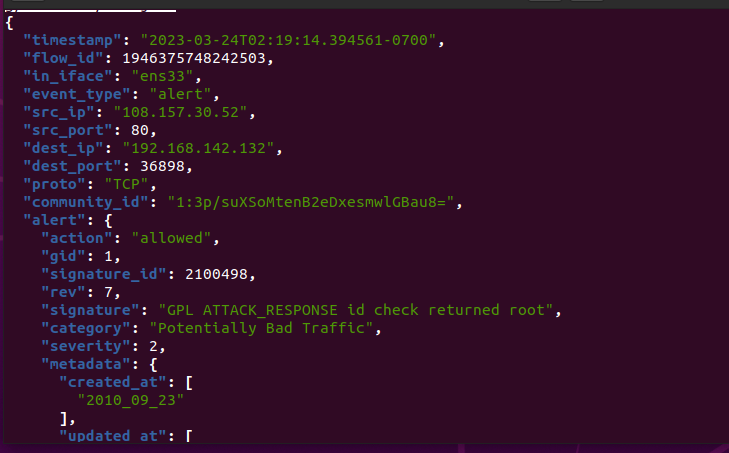 {
"timestamp": "2023-03-24T02:19:14.394561-0700",
"flow_id": 1946375748242503,
"in_iface": "ens33",
"event_type": "alert",
"src_ip": "108.157.30.52",
"src_port": 80,
"dest_ip": "192.168.142.132",
"dest_port": 36898,
"proto": "TCP",
"community_id": "1:3p/suXSoMtenB2eDxesmwlGBau8=",
"alert": {
"action": "allowed",
"gid": 1,
"signature_id": 2100498,
"rev": 7,
"signature": "GPL ATTACK_RESPONSE id check returned root",
"category": "Potentially Bad Traffic",
"severity": 2,
"metadata": {
"created_at": [
"2010_09_23"
],
"updated_at": [